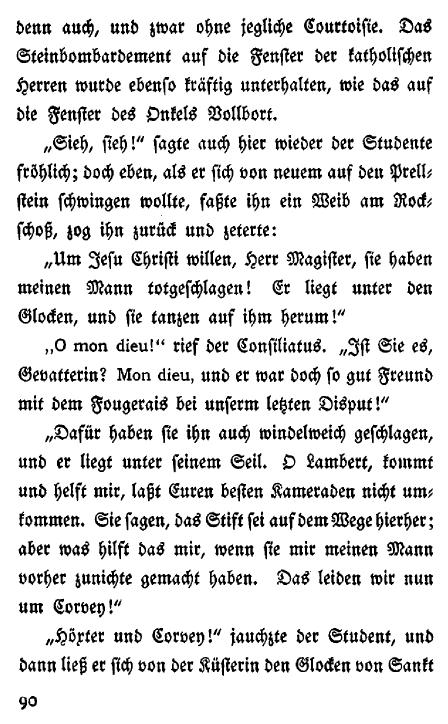 denn auch, und zwar ohne jegliche Courtoisie. Das
Steinbombardement auf die Fenster der katholischen
Herren wurde ebenso kräftig unterhalten, wie das auf
die Fenster des Onkels Vollbort.
„Sieh, sieh!“ sagte auch hier wieder der Studente
fröhlich; doch eben, als er sich von neuem auf den Prell-
stein schwingen wollte, faßte ihn ein Weib am Rock-
schoß, zog ihn zurück und zeterte:
„Um Jesu Christi willen, Herr Magister, sie haben
meinen Mann totgeschlagen! Er liegt unter den
Glocken, und sie tanzen auf ihm herum!“
„O mon dieu!“ rief der Consiliatus. „Ist Sie es,
Gevatterin? Mon dieu, und er war doch so gut Freund
mit dem Fougerais bei unserm letzten Disput!“
„Dafür haben sie ihn auch windelweich geschlagen,
und er liegt unter seinem Seil. O Lambert, kommt
und helft mir, laßt Euren besten Kameraden nicht um-
kommen. Sie sagen, das Stift sei auf dem Wege hierher;
aber was hilft das mir, wenn sie mir meinen Mann
vorher zunichte gemacht haben. Das leiden wir nun
um Corvey!“
„Höxter und Corvey!“ jauchzte der Student, und
dann ließ er sich von der Küsterin den Glocken von Sankt
90